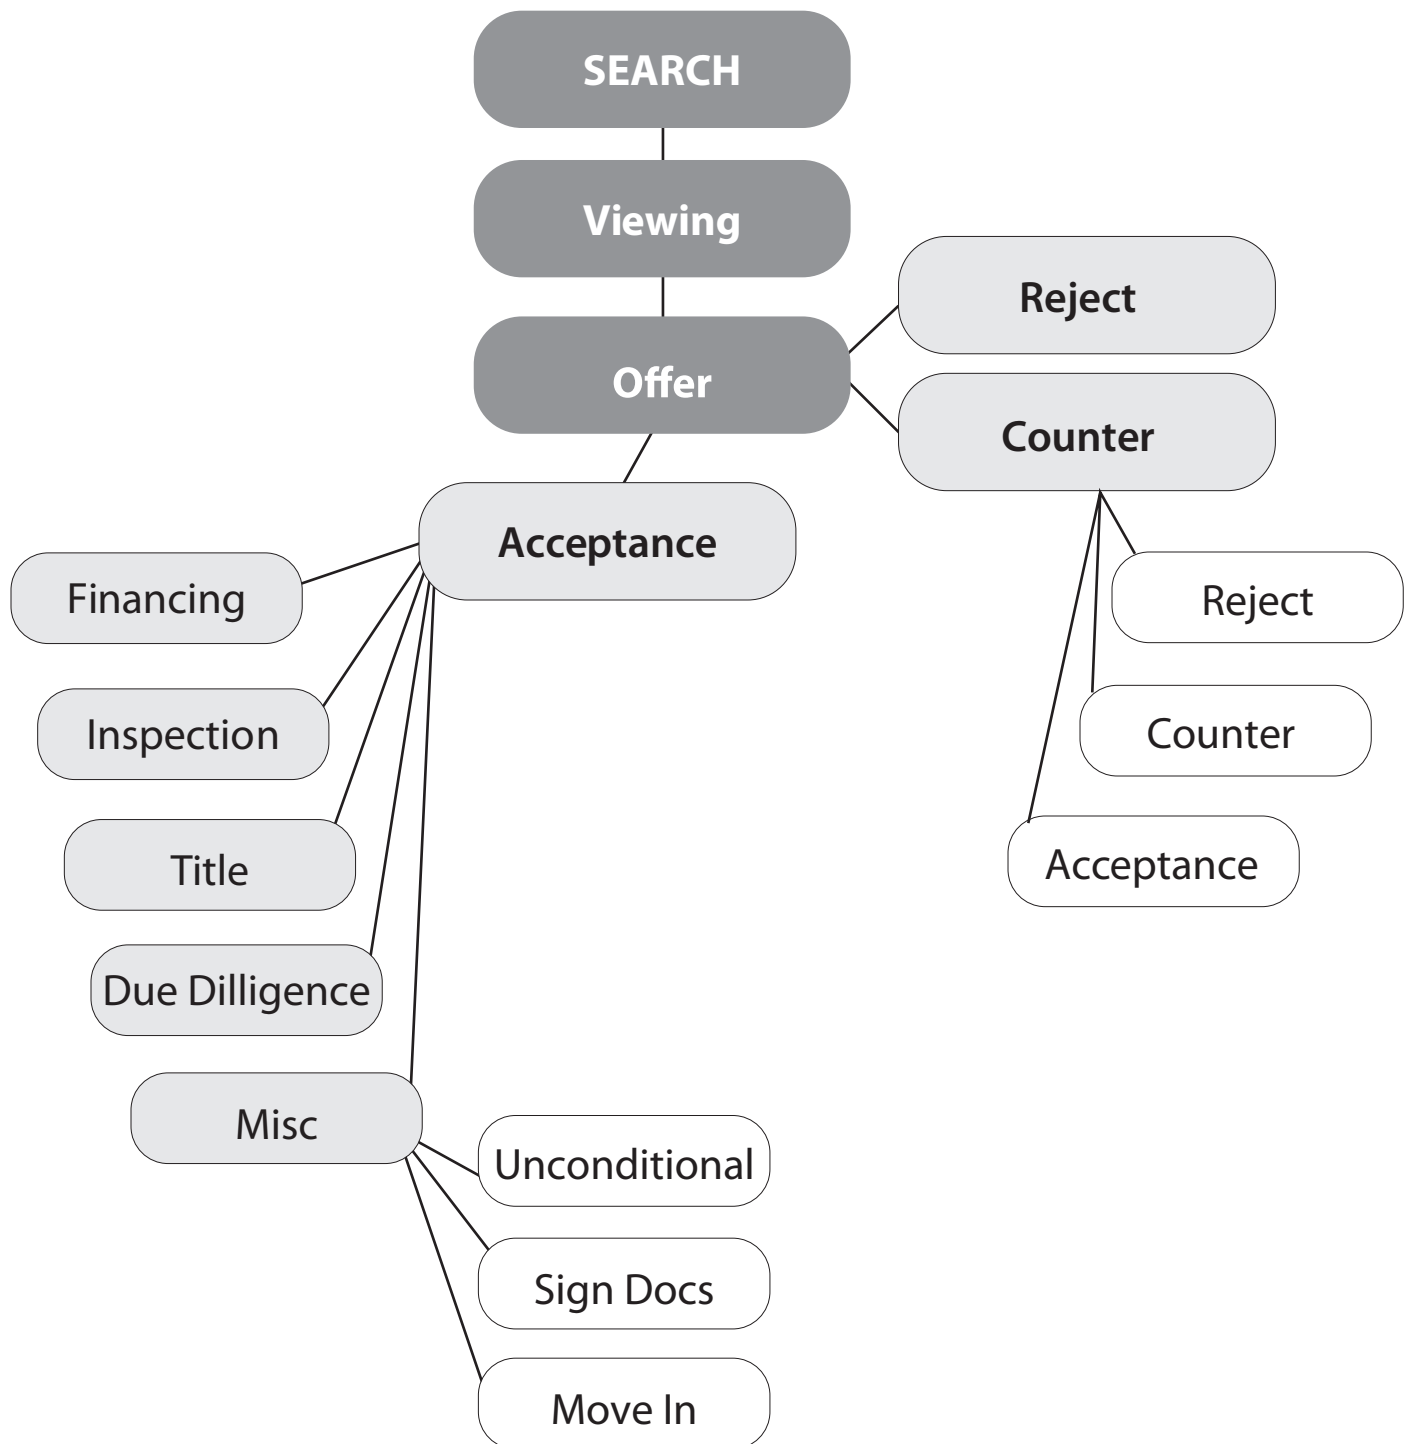 SEARCH
Viewing
Reject
Offer
Counter
Acceptance
Financing
Reject
Inspection
Counter
Title
Acceptance
Due Dilligence
Misc
Unconditional
Sign Docs
Move In